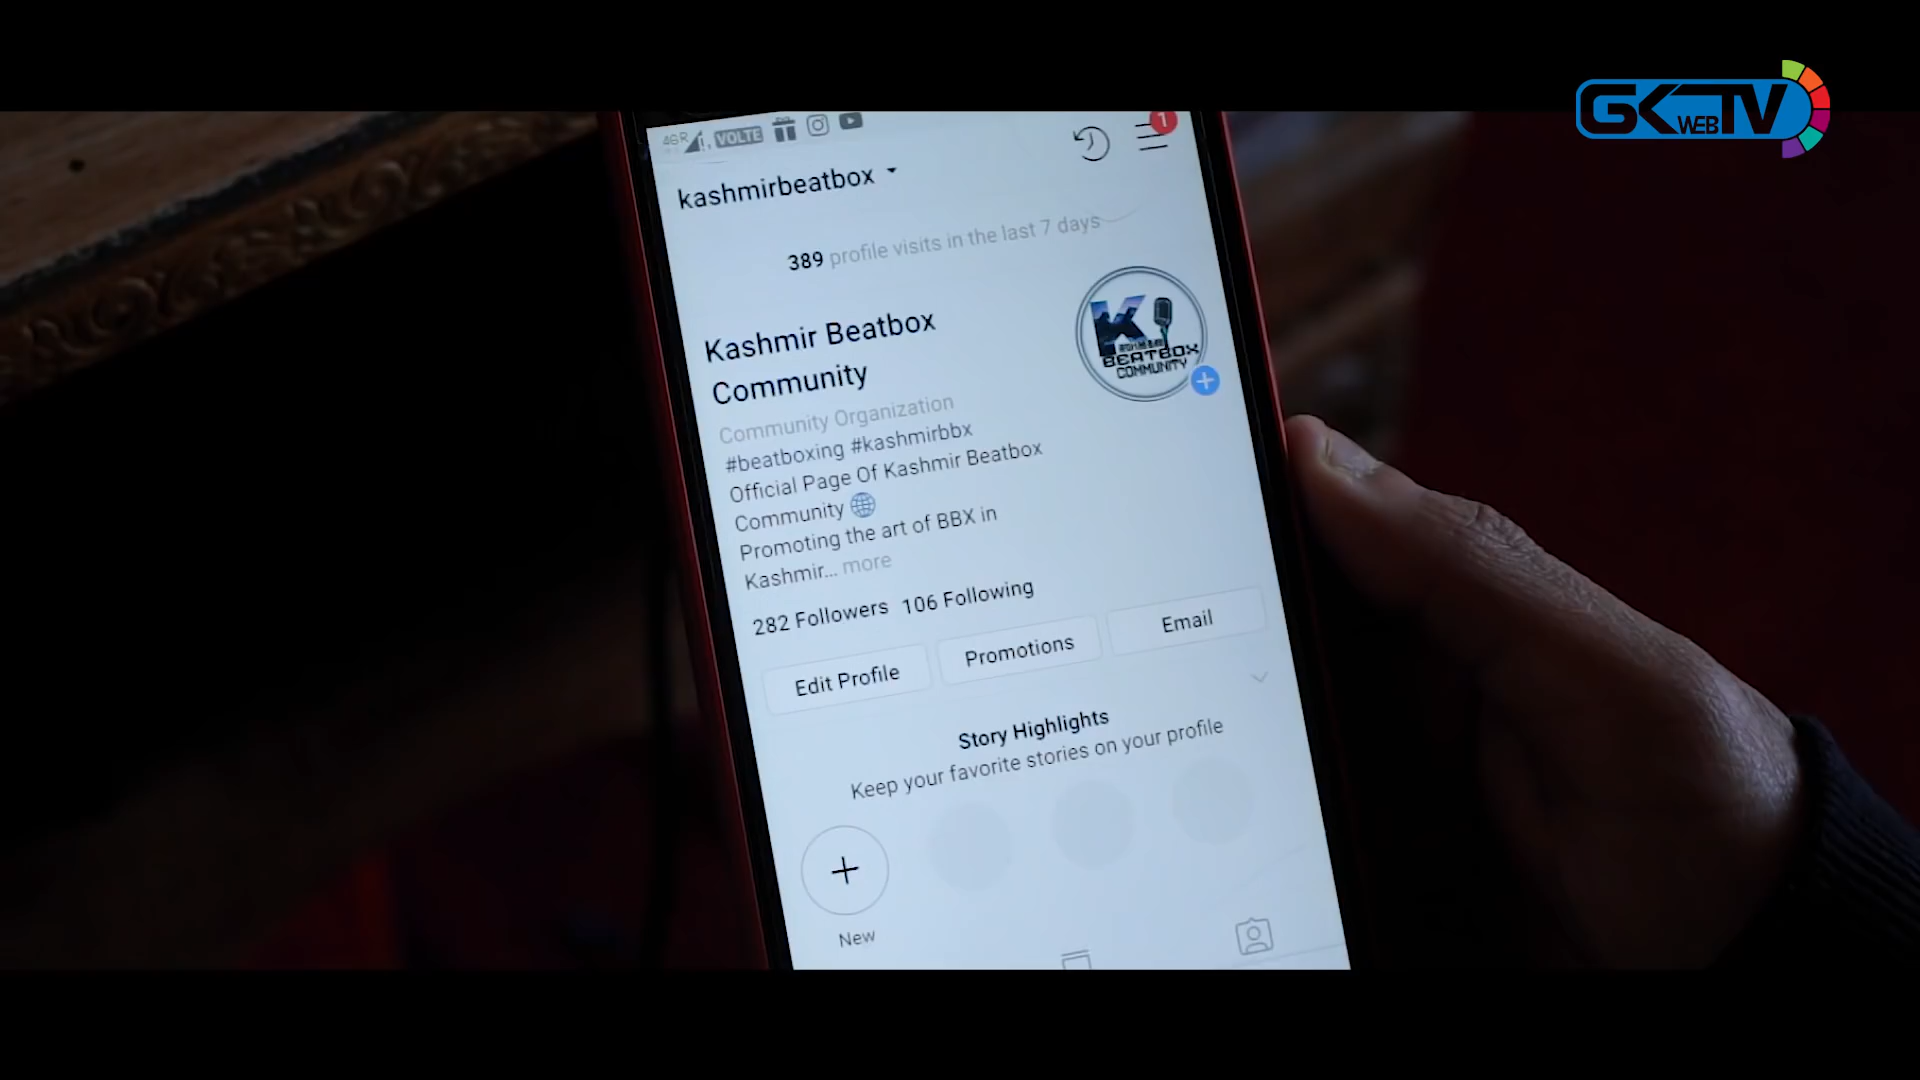 GK WEB TV
4GR VOLTE
1
kashmirbeatbox
389 profile visits in the last 7 days
Kashmir Beatbox
Community
K
BEATBOX
COMMUNITY
Community Organization
#beatboxing #kashmirbbx
Official Page Of Kashmir Beatbox
Community
Promoting the art of BBX in
Kashmir... more
282 Followers 106 Following
Edit Profile Promotions Email
Story Highlights
Keep your favorite stories on your profile
New